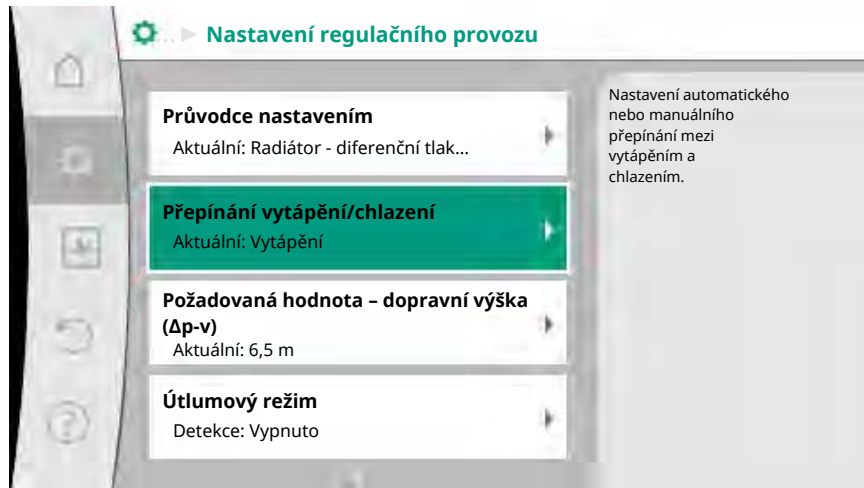 Nastavení regulačního provozu
Průvodce nastavením
Aktuální: Radiátor - diferenční tlak...
Přepínání vytápění/chlazení
Aktuální: Vytápění
Požadovaná hodnota – dopravní výška
(Δp-v)
Aktuální: 6,5 m
Útlumový režim
Detekce: Vypnuto
Nastavení automatického
nebo manuálního
přepínání mezi
vytápěním a
chlazením.